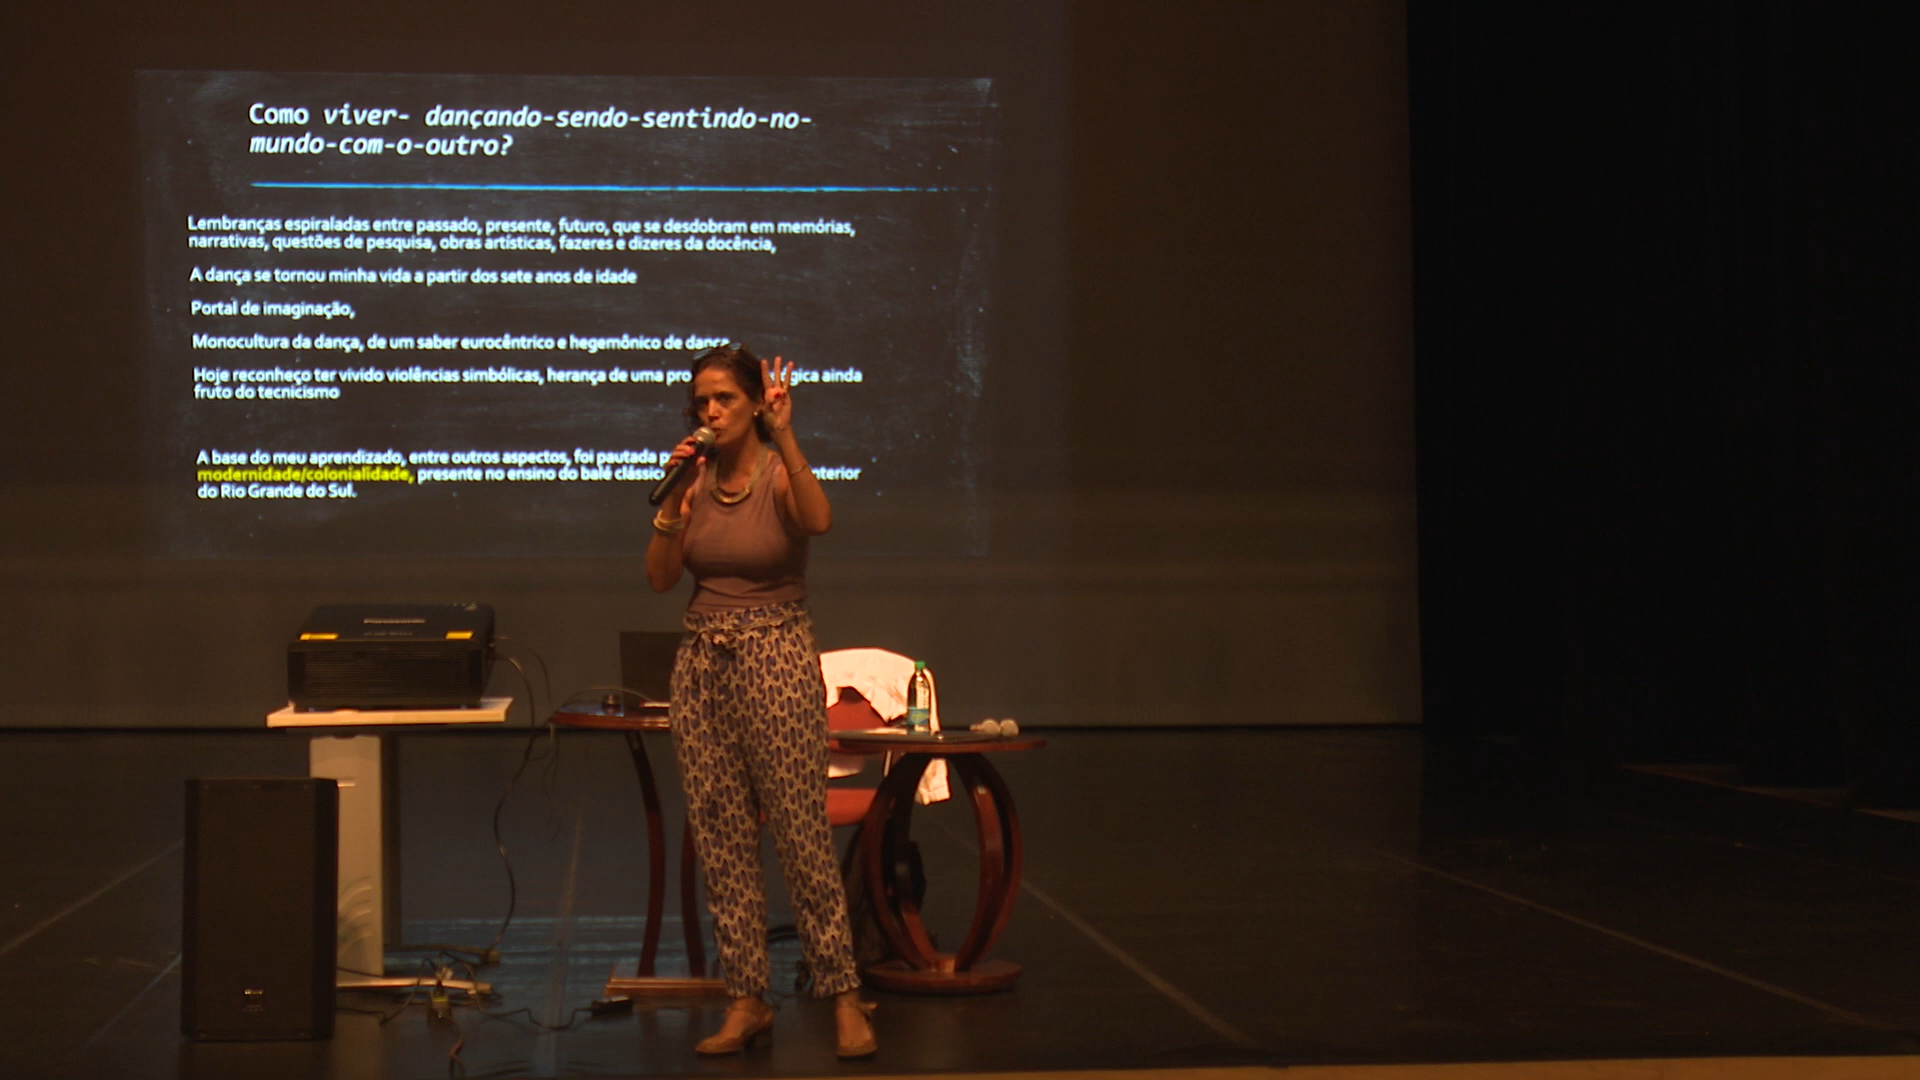 Como viver- dançando-sendo-sentindo-no-
mundo-com-o-outro?
Lembranças espiraladas entre passado, presente, futuro, que se desdobram em memórias,
narrativas, questões de pesquisa, obras artísticas, fazeres e dizeres da docência,
A dança se tornou minha vida a partir dos sete anos de idade
Portal de imaginação,
Monocultura da dança, de um saber eurocêntrico e hegemônico de dança
Hoje reconheço ter vivido violências simbólicas, herança de uma ainda
fruto do tecnicismo
A base do meu aprendizado, entre outros aspectos, foi pautada
modernidade/colonialidade, presente no ensino do balé
do Rio Grande do Sul.
Panasonic